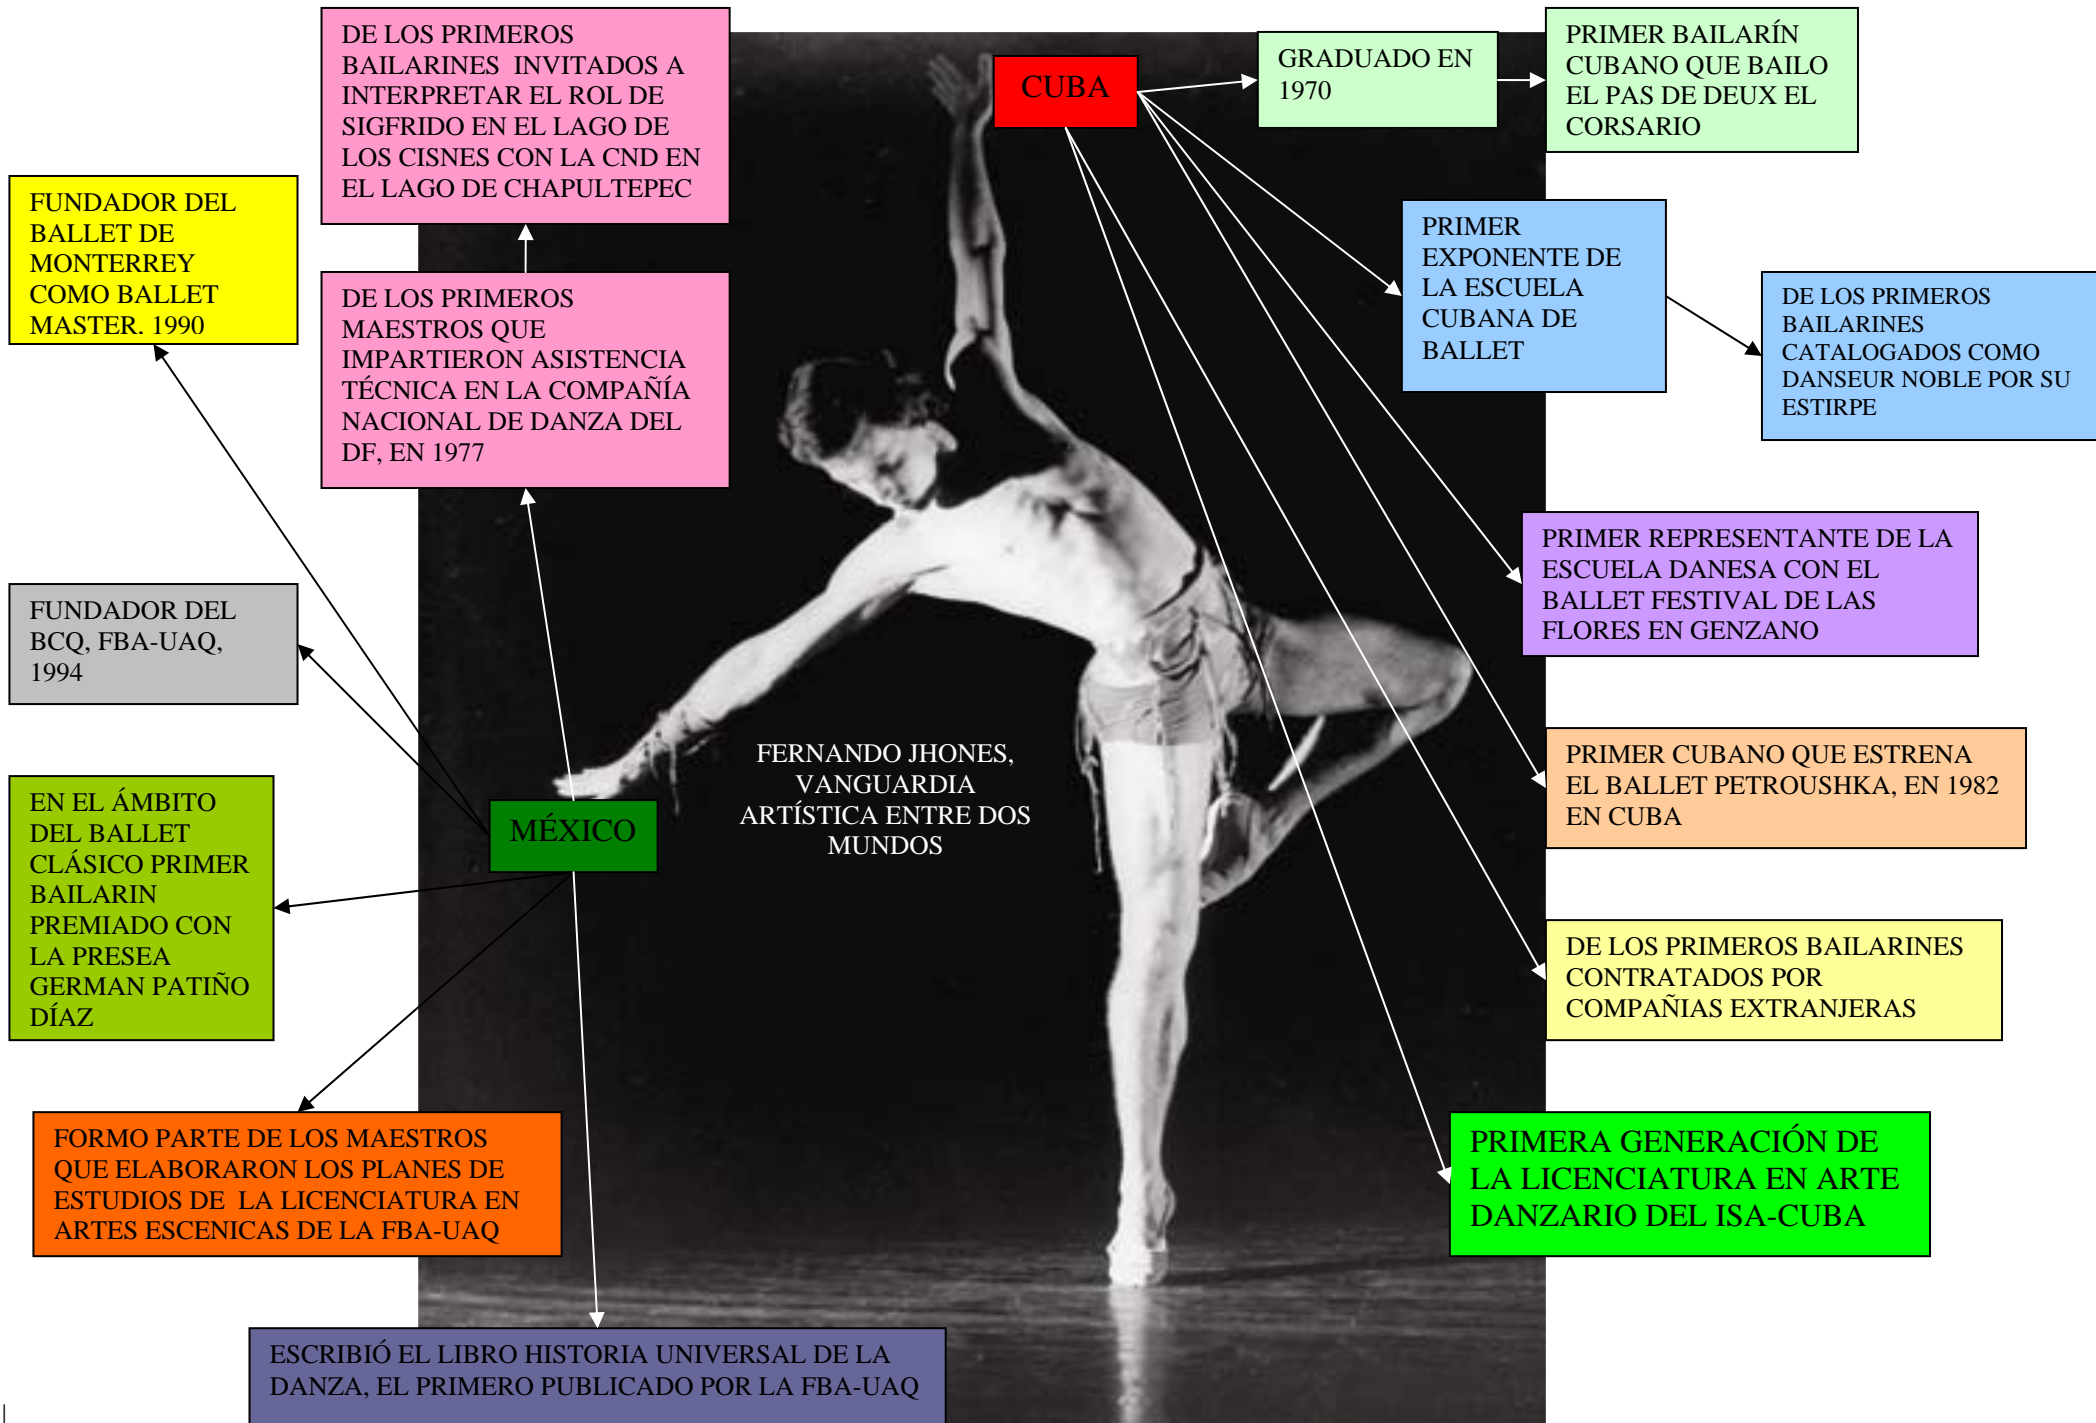 DE LOS PRIMEROS
BAILARINES INVITADOS A
INTERPRETAR EL ROL DE
SIGFRIDO EN EL LAGO DE
LOS CISNES CON LA CND EN
EL LAGO DE CHAPULTEPEC
CUBA
GRADUADO EN
1970
PRIMER BAILARÍN
CUBANO QUE BAILO
EL PAS DE DEUX EL
CORSARIO
FUNDADOR DEL
BALLET DE
MONTERREY
COMO BALLET
MASTER. 1990
DE LOS PRIMEROS
MAESTROS QUE
IMPARTIERON ASISTENCIA
TÉCNICA EN LA COMPAÑÍA
NACIONAL DE DANZA DEL
DF, EN 1977
PRIMER
EXPONENTE DE
LA ESCUELA
CUBANA DE
BALLET
DE LOS PRIMEROS
BAILARINES
CATALOGADOS COMO
DANSEUR NOBLE POR SU
ESTIRPE
PRIMER REPRESENTANTE DE LA
ESCUELA DANESA CON EL
BALLET FESTIVAL DE LAS
FLORES EN GENZANO
FUNDADOR DEL
BCQ, FBA-UAQ,
1994
FERNANDO JHONES,
VANGUARDIA
ARTÍSTICA ENTRE DOS
MUNDOS
PRIMER CUBANO QUE ESTRENA
EL BALLET PETROUSHKA, EN 1982
EN CUBA
MÉXICO
EN EL ÁMBITO
DEL BALLET
CLÁSICO PRIMER
BAILARIN
PREMIADO CON
LA PRESEA
GERMAN PATIÑO
DÍAZ
DE LOS PRIMEROS BAILARINES
CONTRATADOS POR
COMPAÑIAS EXTRANJERAS
FORMO PARTE DE LOS MAESTROS
QUE ELABORARON LOS PLANES DE
ESTUDIOS DE LA LICENCIATURA EN
ARTES ESCENICAS DE LA FBA-UAQ
PRIMERA GENERACIÓN DE
LA LICENCIATURA EN ARTE
DANZARIO DEL ISA-CUBA
ESCRIBIÓ EL LIBRO HISTORIA UNIVERSAL DE LA
DANZA, EL PRIMERO PUBLICADO POR LA FBA-UAQ